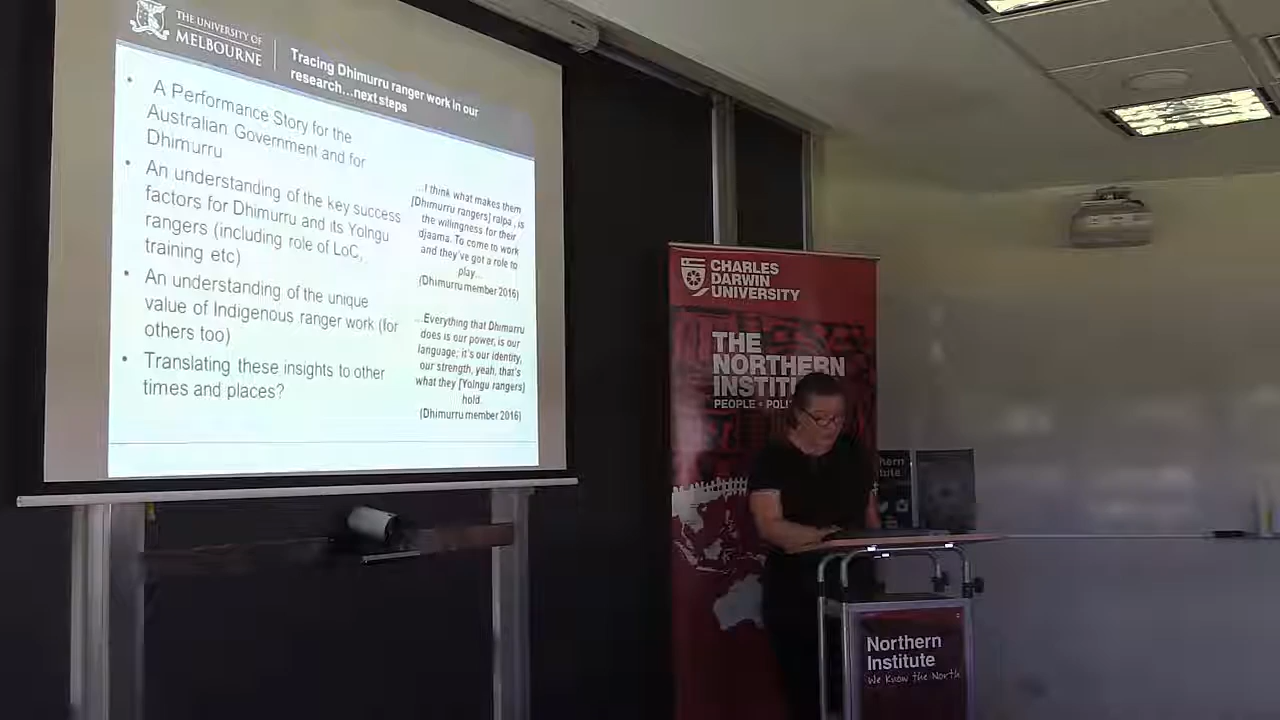 THE UNIVERSITY OF
MELBOURNE
Tracing Dhimurru ranger work in our
research...next steps
• A Performance Story for the
Australian Government and for
Dhimurru
• An understanding of the key success
factors for Dhimurru and its Yolngu
rangers (including role of LoC,
training etc)
• An understanding of the unique
value of Indigenous ranger work (for
others too)
• Translating these insights to other
times and places?
...I think what makes them
[Dhimurru rangers] ralpa , is
the willingness for their
djaama. To come to work
and they've got a role to
play...
(Dhimurru member 2016)
...Everything that Dhimurru
does is our power, is our
language; it's our identity,
our strength, yeah, that's
what they [Yolngu rangers]
hold.
(Dhimurru member 2016)
CHARLES
DARWIN
UNIVERSITY
THE
NORTHERN
INSTIT
PEOPLE • POLI
Northern
Institute
We Know the North